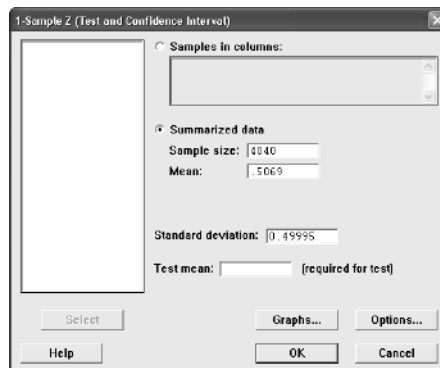 1-Sample Z (Test and Confidence Interval)
Samples in columns:
Summarized data
Sample size: 4040
Mean: .5069
Standard deviation: 0.49995
Test mean: (required for test)
Select
Graphs...
Options...
Help
OK
Cancel